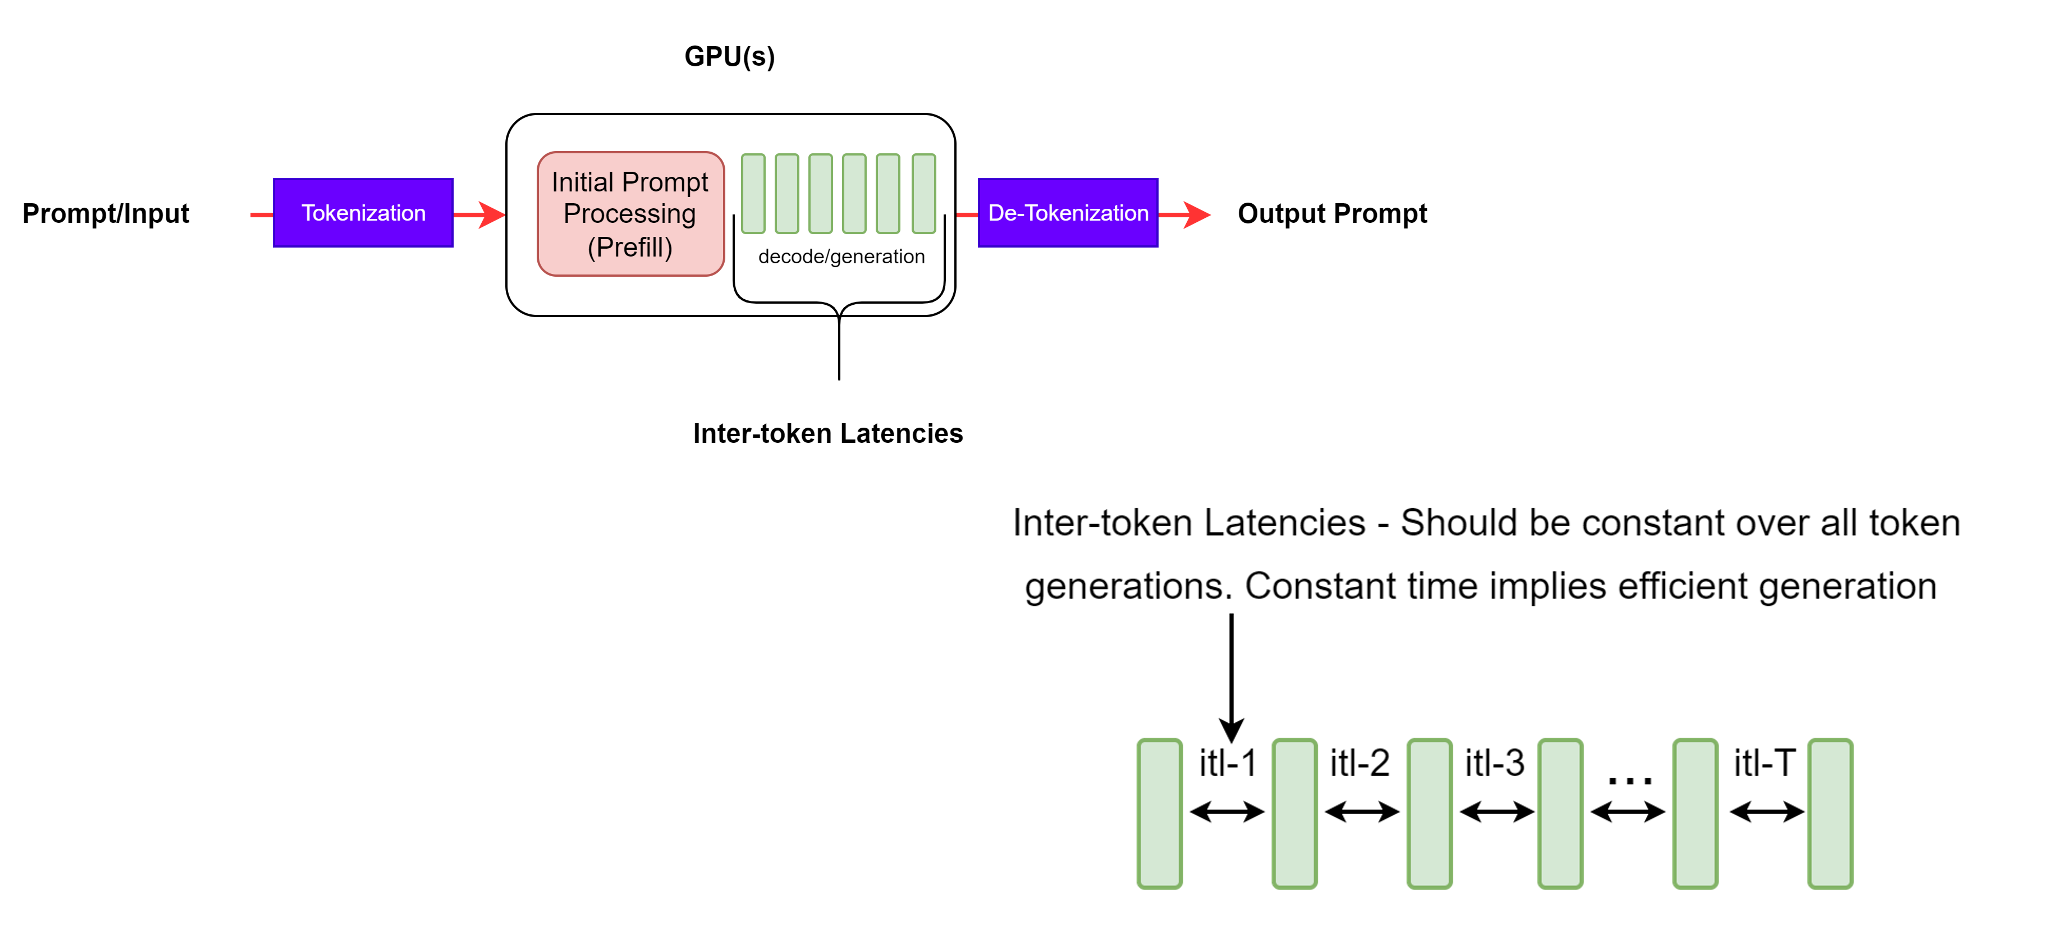 GPU(s)
Prompt/Input
Tokenization
Initial Prompt
Processing
(Prefill)
decode/generation
De-Tokenization
Output Prompt
Inter-token Latencies
Inter-token Latencies - Should be constant over all token
generations. Constant time implies efficient generation
itl-1
itl-2
itl-3
...
itl-T